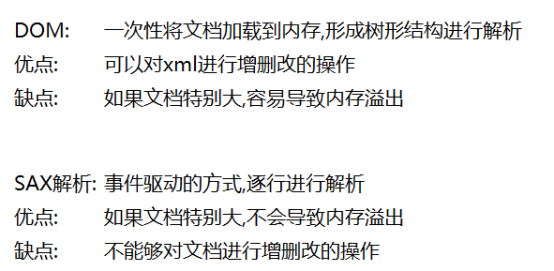 DOM: 一次性将文档加载到内存,形成树形结构进行解析
优点: 可以对xml进行增删改的操作
缺点: 如果文档特别大,容易导致内存溢出
SAX解析: 事件驱动的方式,逐行进行解析
优点: 如果文档特别大,不会导致内存溢出
缺点: 不能够对文档进行增删改的操作